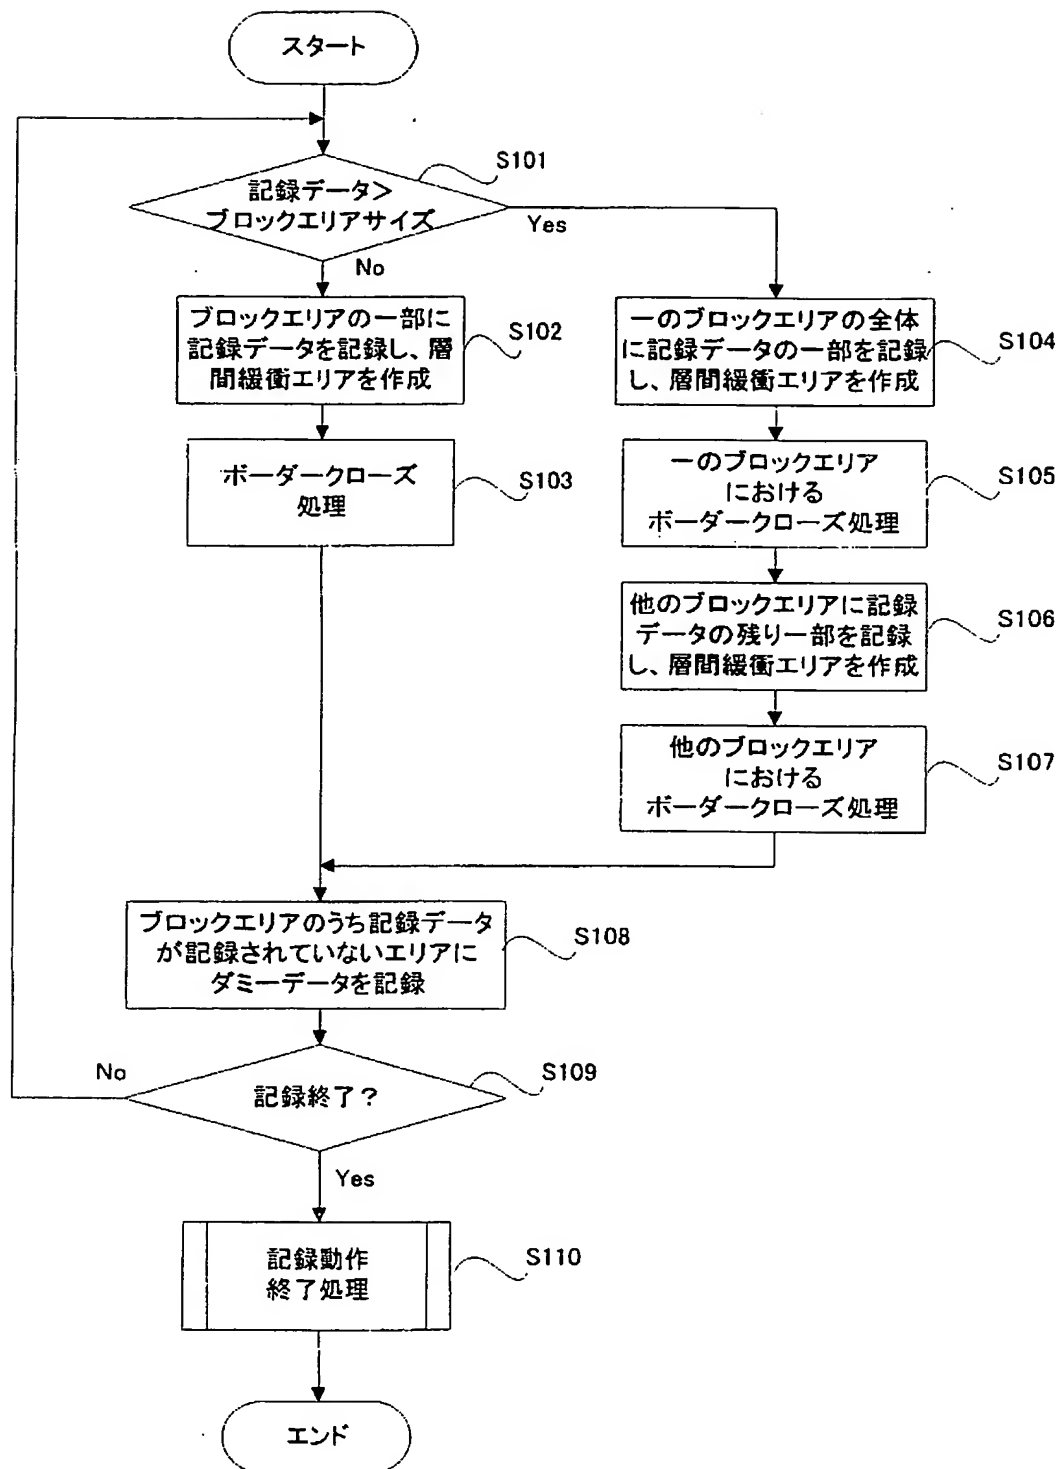 スタート
S101
記録データ>
ブロックエリアサイズ
Yes
No
ブロックエリアの一部に
記録データを記録し、層
間緩衝エリアを作成
S102
一のブロックエリアの全体
に記録データの一部を記録
し、層間緩衝エリアを作成
S104
ボーダークローズ
処理
S103
一のブロックエリア
における
ボーダークローズ処理
S105
他のブロックエリアに記録
データの残り一部を記録
し、層間緩衝エリアを作成
S106
他のブロックエリア
における
ボーダークローズ処理
S107
ブロックエリアのうち記録データ
が記録されていないエリアに
ダミーデータを記録
S108
No
記録終了?
S109
Yes
記録動作
終了処理
S110
エンド